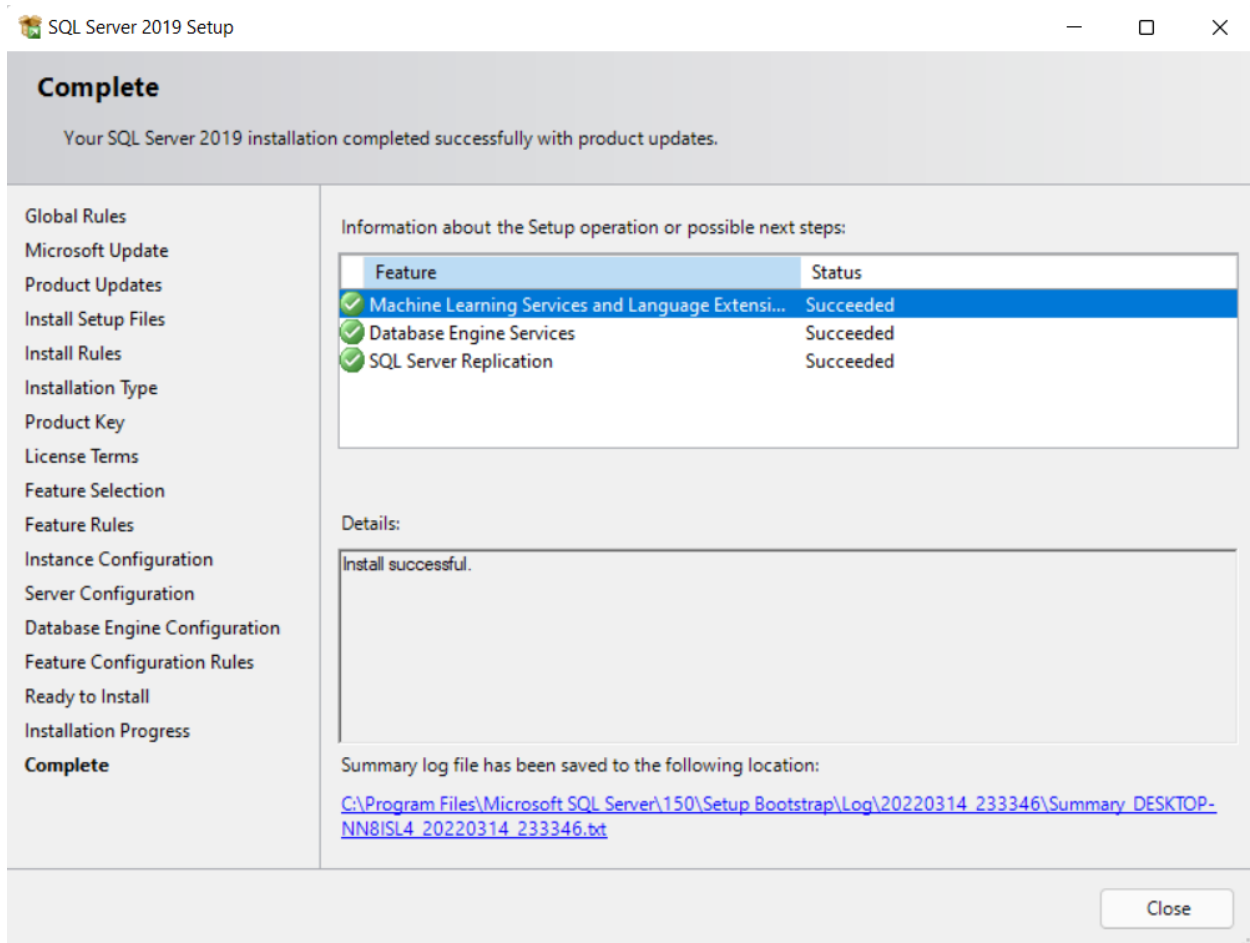 SQL Server 2019 Setup
Complete
Your SQL Server 2019 installation completed successfully with product updates.
Global Rules
Microsoft Update
Product Updates
Install Setup Files
Install Rules
Installation Type
Product Key
License Terms
Feature Selection
Feature Rules
Instance Configuration
Server Configuration
Database Engine Configuration
Feature Configuration Rules
Ready to Install
Installation Progress
Complete
Information about the Setup operation or possible next steps:
Feature Status
Machine Learning Services and Language Extensi... Succeeded
Database Engine Services Succeeded
SQL Server Replication Succeeded
Details:
Install successful.
Summary log file has been saved to the following location:
C:\Program Files\Microsoft SQL Server\150\Setup Bootstrap\Log\20220314_233346\Summary_DESKTOP-
NN8ISL4_20220314_233346.txt
Close